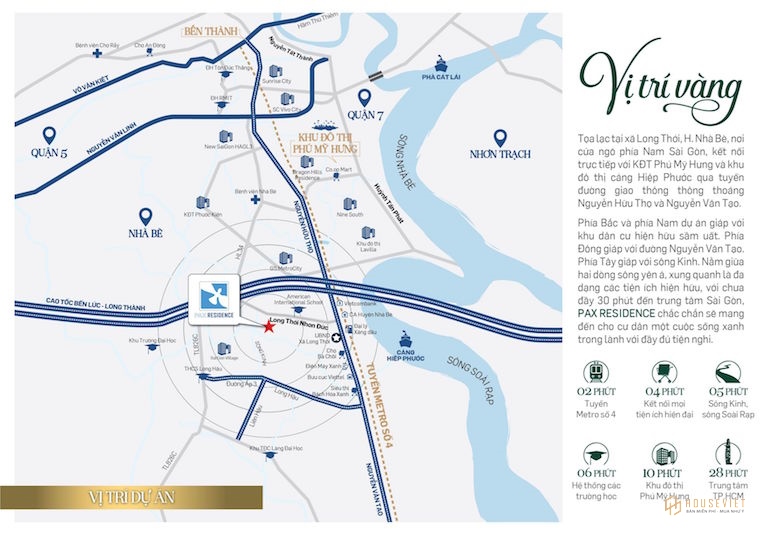 BẾN THÀNH
Hàm Thủ Thiêm
Bệnh viện Chợ Rẫy
Chợ An Đông
Nguyễn Tất Thành
ĐH Tôn Đức Thắng
Sunrise City
PHÀ CÁT LÁI
VÕ VĂN KIỆT
ĐH RMIT
SC Vivo City
QUẬN 7
NGUYỄN VĂN LINH
KHU ĐÔ THỊ
PHÚ MỸ HƯNG
QUẬN 5
New SaiGon HAGL3
NHƠN TRẠCH
SÔNG NHÀ BÈ
Dragon Hills
Residence
Co.op Mart
Huỳnh Tấn Phát
Bệnh viện Nhà Bè
KDT Phước Kiển
Nine South
NGUYỄN HỮU THỌ
NHÀ BÈ
Khu đô thị
Lavilla
GS MetroCity
PAX RESIDENCE
CAO TỐC BẾN LỨC - LONG THÀNH
American
International School
Vietcombank
CA Huyện Nhà Bè
Long Thới Nhơn Đức
Đại lý
Xăng dầu
UBND
Xã Long Thới
TL826C
Khu Trường Đại Học
Chợ
Bà Chồi
CẢNG
HIỆP PHƯỚC
Điện Máy Xanh
THCS Long Hậu
Bưu cục Viettel
SÔNG SOÀI RẠP
Đường Ấp 3
Long Hậu
Siêu thị
Bách Hóa Xanh
TUYẾN METRO SỐ 4
Khu TDC Làng Đại Học
TL826C
NGUYỄN VĂN TẠO
VỊ TRÍ DỰ ÁN
Vị trí vàng
Tọa lạc tại xã Long Thới, H. Nhà Bè, nơi
cửa ngõ phía Nam Sài Gòn, kết nối
trực tiếp với KĐT Phú Mỹ Hưng và khu
đô thị cảng Hiệp Phước qua tuyến
đường giao thông thông thoáng
Nguyễn Hữu Thọ và Nguyễn Văn Tạo.
Phía Bắc và phía Nam dự án giáp với
khu dân cư hiện hữu sầm uất. Phía
Đông giáp với đường Nguyễn Văn Tạo.
Phía Tây giáp với sông Kinh. Nằm giữa
hai dòng sông yên ả, xung quanh là đa
dạng các tiện ích hiện hữu, với chưa
đầy 30 phút đến trung tâm Sài Gòn,
PAX RESIDENCE chắc chắn sẽ mang
đến cho cư dân một cuộc sống xanh
trong lành với đầy đủ tiện nghi.
02 PHÚT
Tuyến
Metro số 4
04 PHÚT
Kết nối mọi
tiện ích hiện đại
05 PHÚT
Sông Kinh,
sông Soài Rạp
06 PHÚT
Hệ thống các
trường học
10 PHÚT
Khu đô thị
Phú Mỹ Hưng
28 PHÚT
Trung tâm
TP.HCM
HOUSEVIET
BÁN MIỄN PHÍ - MUA NHƯ Ý